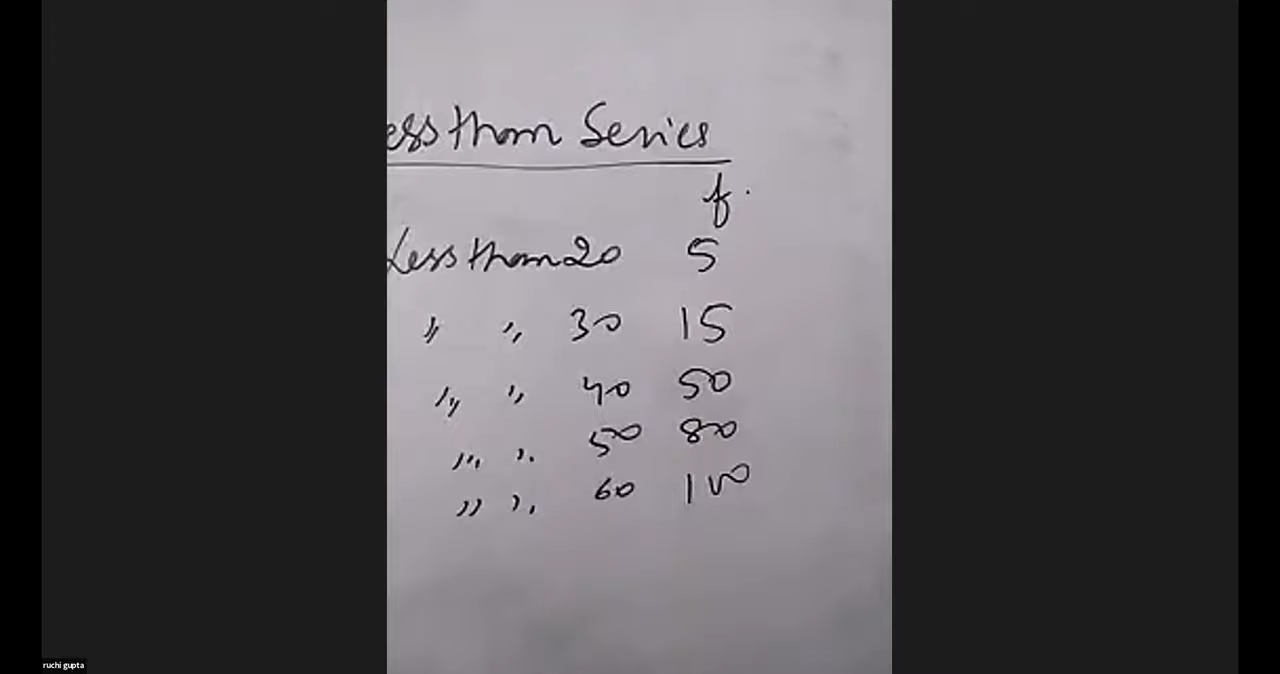 ess than Series
f.
Less than 20 5
" " 30 15
" " 40 50
" " 50 80
" " 60 100
ruchi gupta